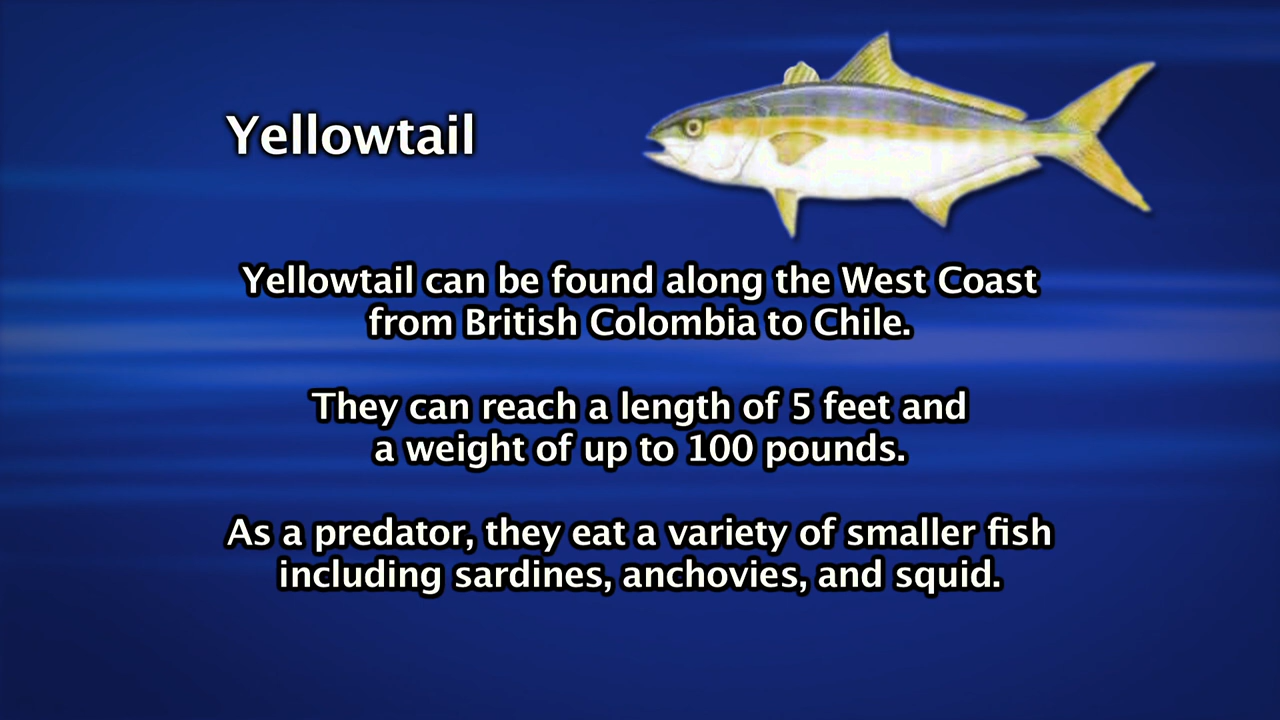 Yellowtail
Yellowtail can be found along the West Coast
from British Colombia to Chile.
They can reach a length of 5 feet and
a weight of up to 100 pounds.
As a predator, they eat a variety of smaller fish
including sardines, anchovies, and squid.